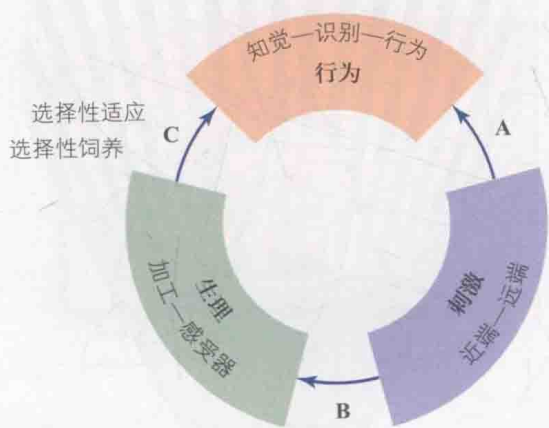 知觉—识别—行为
行为
选择性适应
选择性饲养
C
A
生理
加工—感受器
刺激
近端—远端
B